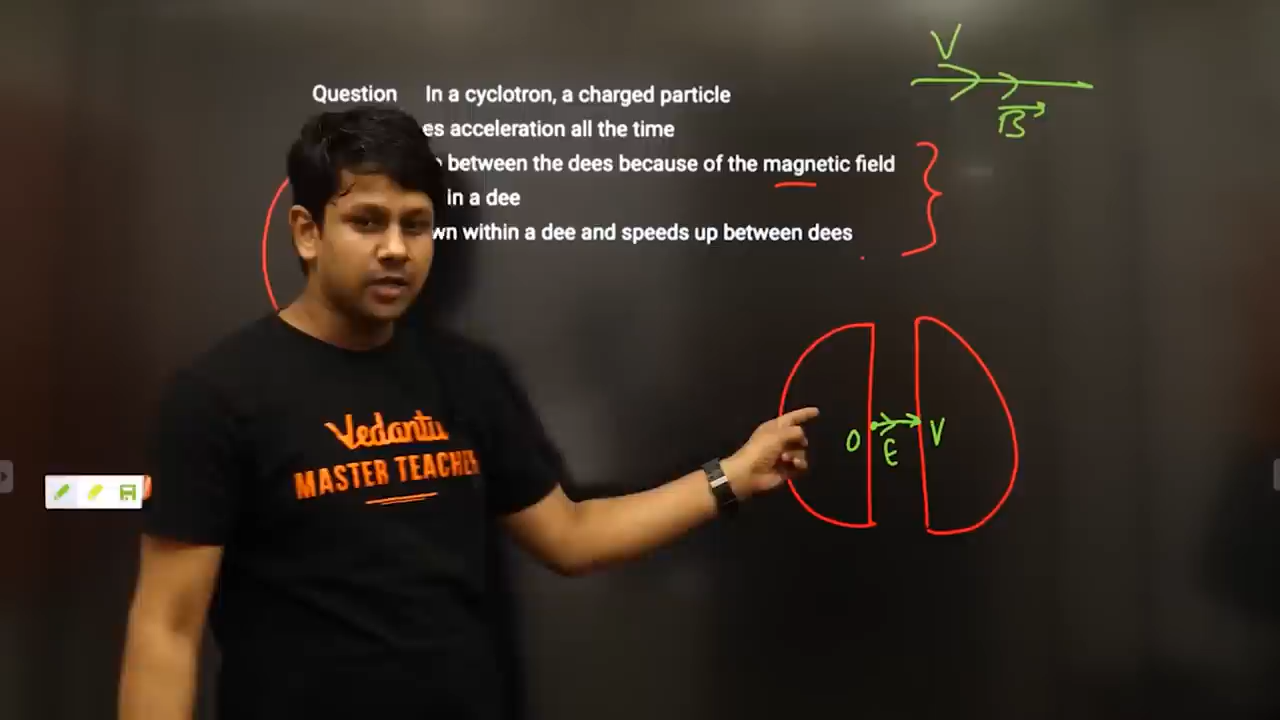 Question In a cyclotron, a charged particle
es acceleration all the time
between the dees because of the magnetic field
in a dee
wn within a dee and speeds up between dees
V
B
O
E
V
Vedantu
MASTER TEACHER